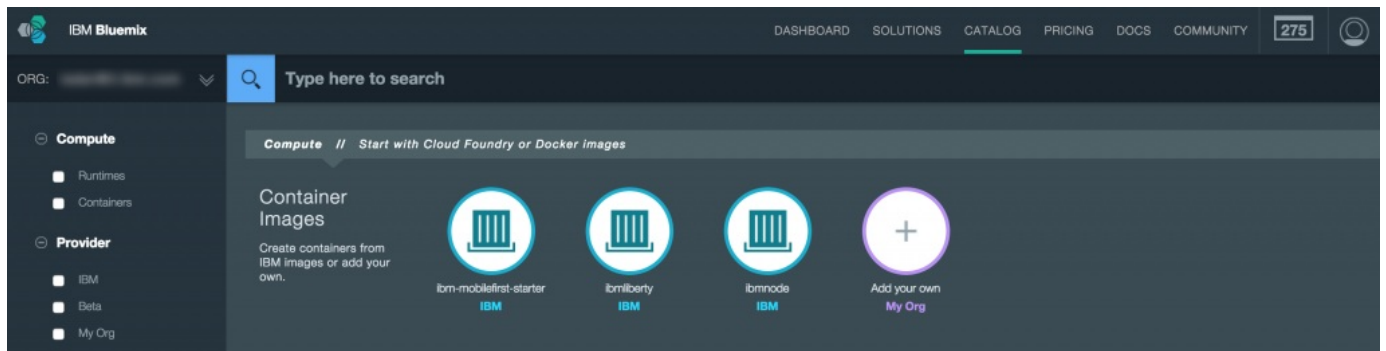 IBM Bluemix
DASHBOARD SOLUTIONS CATALOG PRICING DOCS COMMUNITY 275
ORG:
Type here to search
Compute
Runtimes
Containers
Provider
IBM
Beta
My Org
Compute // Start with Cloud Foundry or Docker images
Container
Images
Create containers from
IBM images or add your
own.
ibm-mobilefirst-starter
IBM
ibmliberty
IBM
ibmnode
IBM
Add your own
My Org